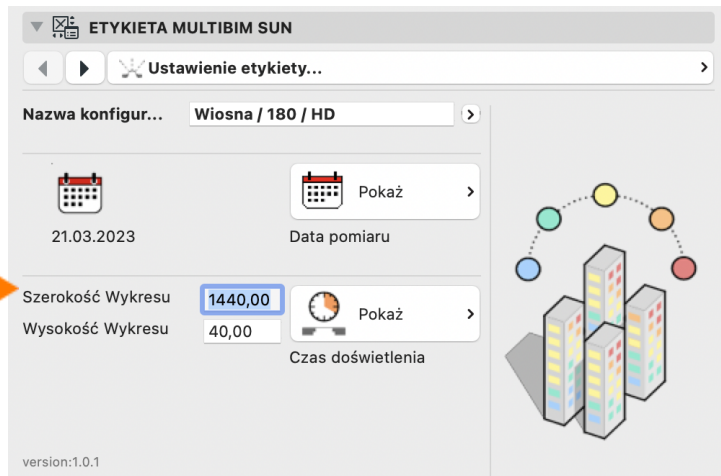 ETYKIETA MULTIBIM SUN
Ustawienie etykiety...
Nazwa konfigur... Wiosna / 180 / HD
Pokaż
21.03.2023 Data pomiaru
Szerokość Wykresu 1440,00
Pokaż
Wysokość Wykresu 40,00
Czas doświetlenia
version:1.0.1